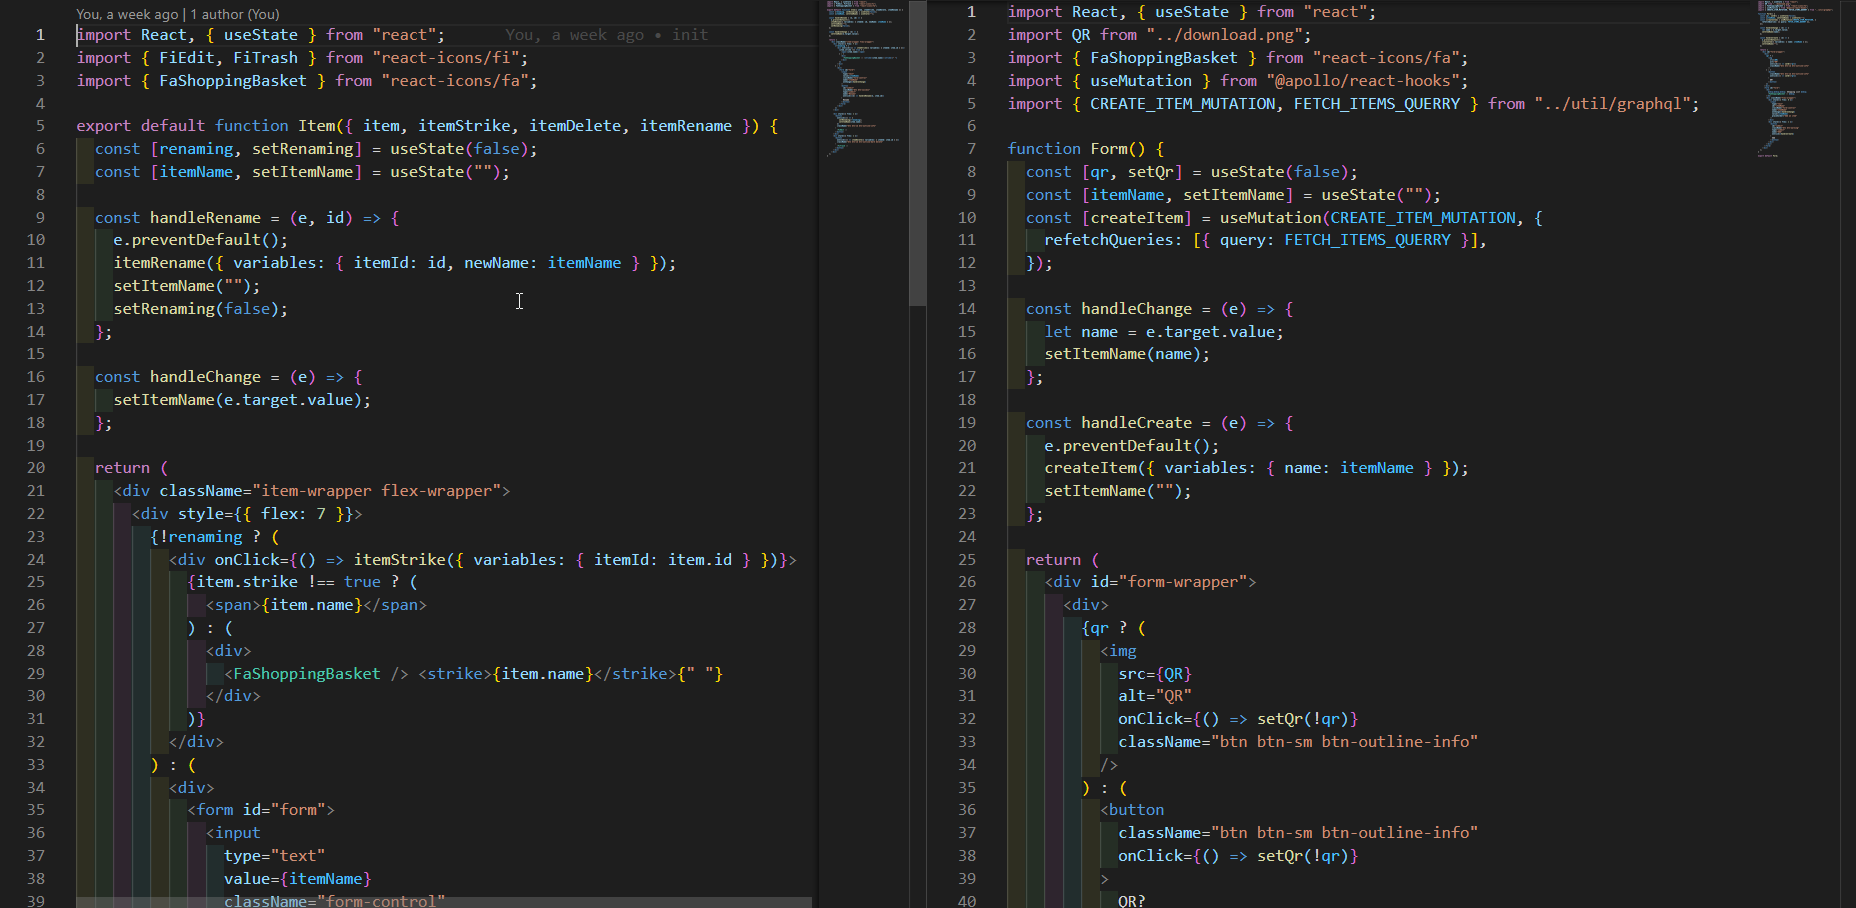 You, a week ago | 1 author (You)
1 import React, { useState } from "react"; You, a week ago • init
2 import { FiEdit, FiTrash } from "react-icons/fi";
3 import { FaShoppingBasket } from "react-icons/fa";
4
5 export default function Item({ item, itemStrike, itemDelete, itemRename }) {
6 const [renaming, setRenaming] = useState(false);
7 const [itemName, setItemName] = useState("");
8
9 const handleRename = (e, id) => {
10 e.preventDefault();
11 itemRename({ variables: { itemId: id, newName: itemName } });
12 setItemName("");
13 setRenaming(false);
14 };
15
16 const handleChange = (e) => {
17 setItemName(e.target.value);
18 };
19
20 return (
21 <div className="item-wrapper flex-wrapper">
22 <div style={{ flex: 7 }}>
23 {!renaming ? (
24 <div onClick={() => itemStrike({ variables: { itemId: item.id } })}>
25 {item.strike !== true ? (
26 <span>{item.name}</span>
27 ) : (
28 <div>
29 <FaShoppingBasket /> <strike>{item.name}</strike>{" "}
30 </div>
31 )}
32 </div>
33 ) : (
34 <div>
35 <form id="form">
36 <input
37 type="text"
38 value={itemName}
39 className="form-control"
1 import React, { useState } from "react";
2 import QR from "../download.png";
3 import { FaShoppingBasket } from "react-icons/fa";
4 import { useMutation } from "@apollo/react-hooks";
5 import { CREATE_ITEM_MUTATION, FETCH_ITEMS_QUERRY } from "../util/graphql";
6
7 function Form() {
8 const [qr, setQr] = useState(false);
9 const [itemName, setItemName] = useState("");
10 const [createItem] = useMutation(CREATE_ITEM_MUTATION, {
11 refetchQueries: [{ query: FETCH_ITEMS_QUERRY }],
12 });
13
14 const handleChange = (e) => {
15 let name = e.target.value;
16 setItemName(name);
17 };
18
19 const handleCreate = (e) => {
20 e.preventDefault();
21 createItem({ variables: { name: itemName } });
22 setItemName("");
23 };
24
25 return (
26 <div id="form-wrapper">
27 <div>
28 {qr ? (
29 <img
30 src={QR}
31 alt="QR"
32 onClick={() => setQr(!qr)}
33 className="btn btn-sm btn-outline-info"
34 />
35 ) : (
36 <button
37 className="btn btn-sm btn-outline-info"
38 onClick={() => setQr(!qr)}
39 >
40 QR?